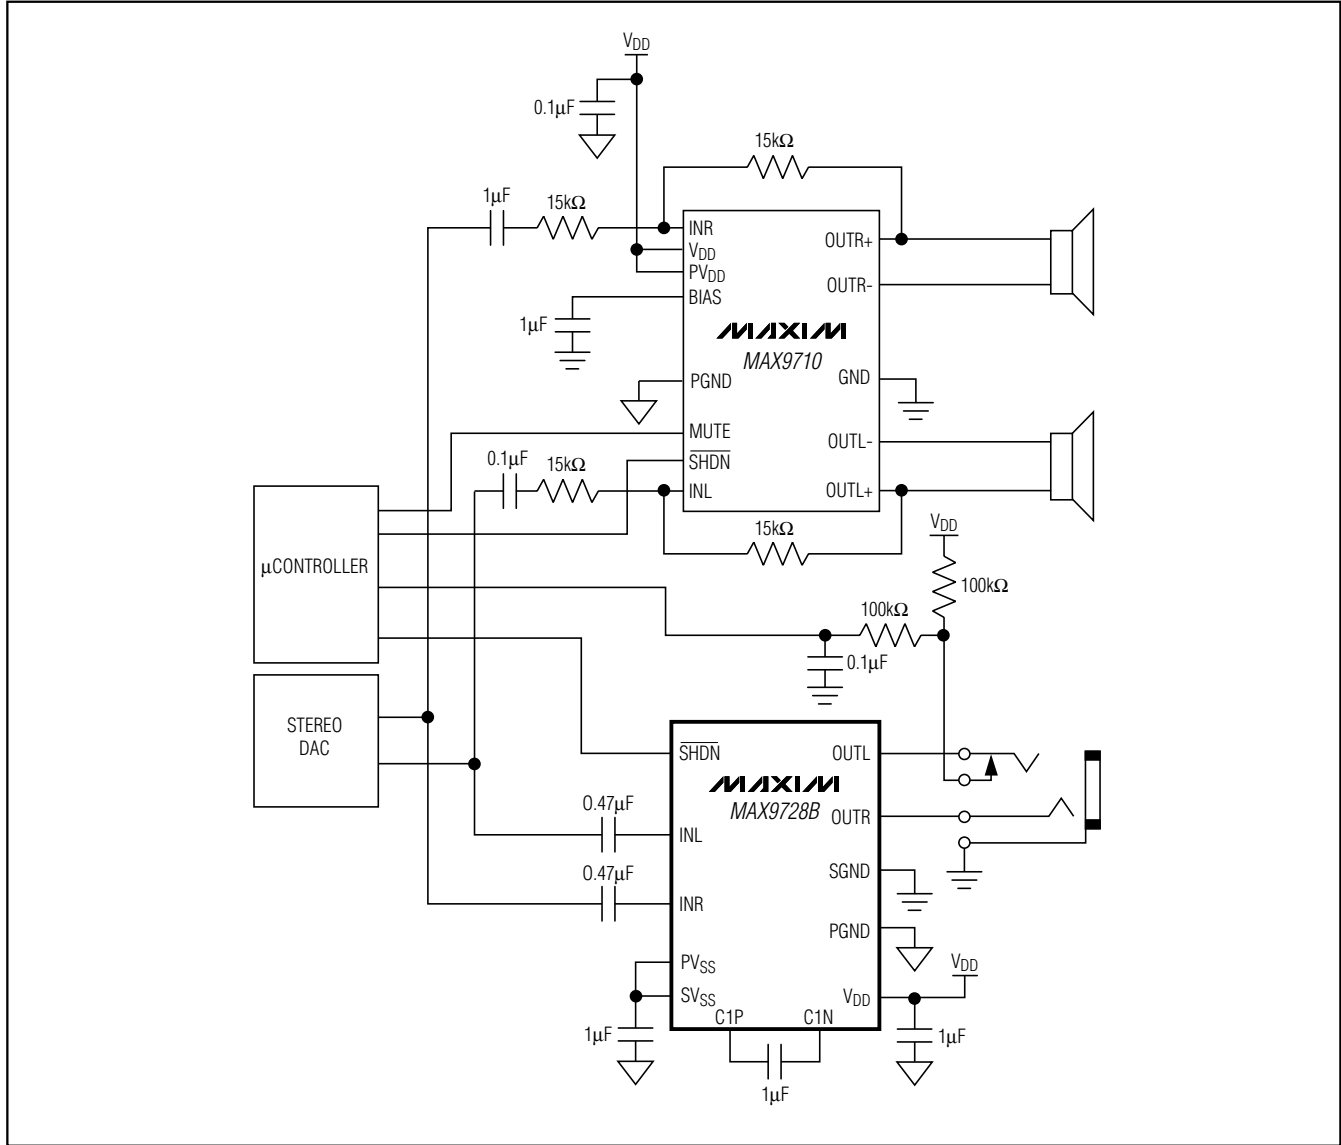 VDD
0.1µF
15kΩ
1µF
15kΩ
INR
VDD
PVDD
BIAS
1µF
MAXIM
MAX9710
OUTR+
OUTR-
PGND
GND
MUTE
SHDN
INL
OUTL-
OUTL+
0.1µF
15kΩ
15kΩ
VDD
100kΩ
100kΩ
0.1µF
µCONTROLLER
STEREO
DAC
SHDN
OUTL
MAXIM
MAX9728B
OUTR
0.47µF
INL
0.47µF
INR
SGND
PGND
PVSS
SVSS
VDD
VDD
C1P
C1N
1µF
1µF
1µF